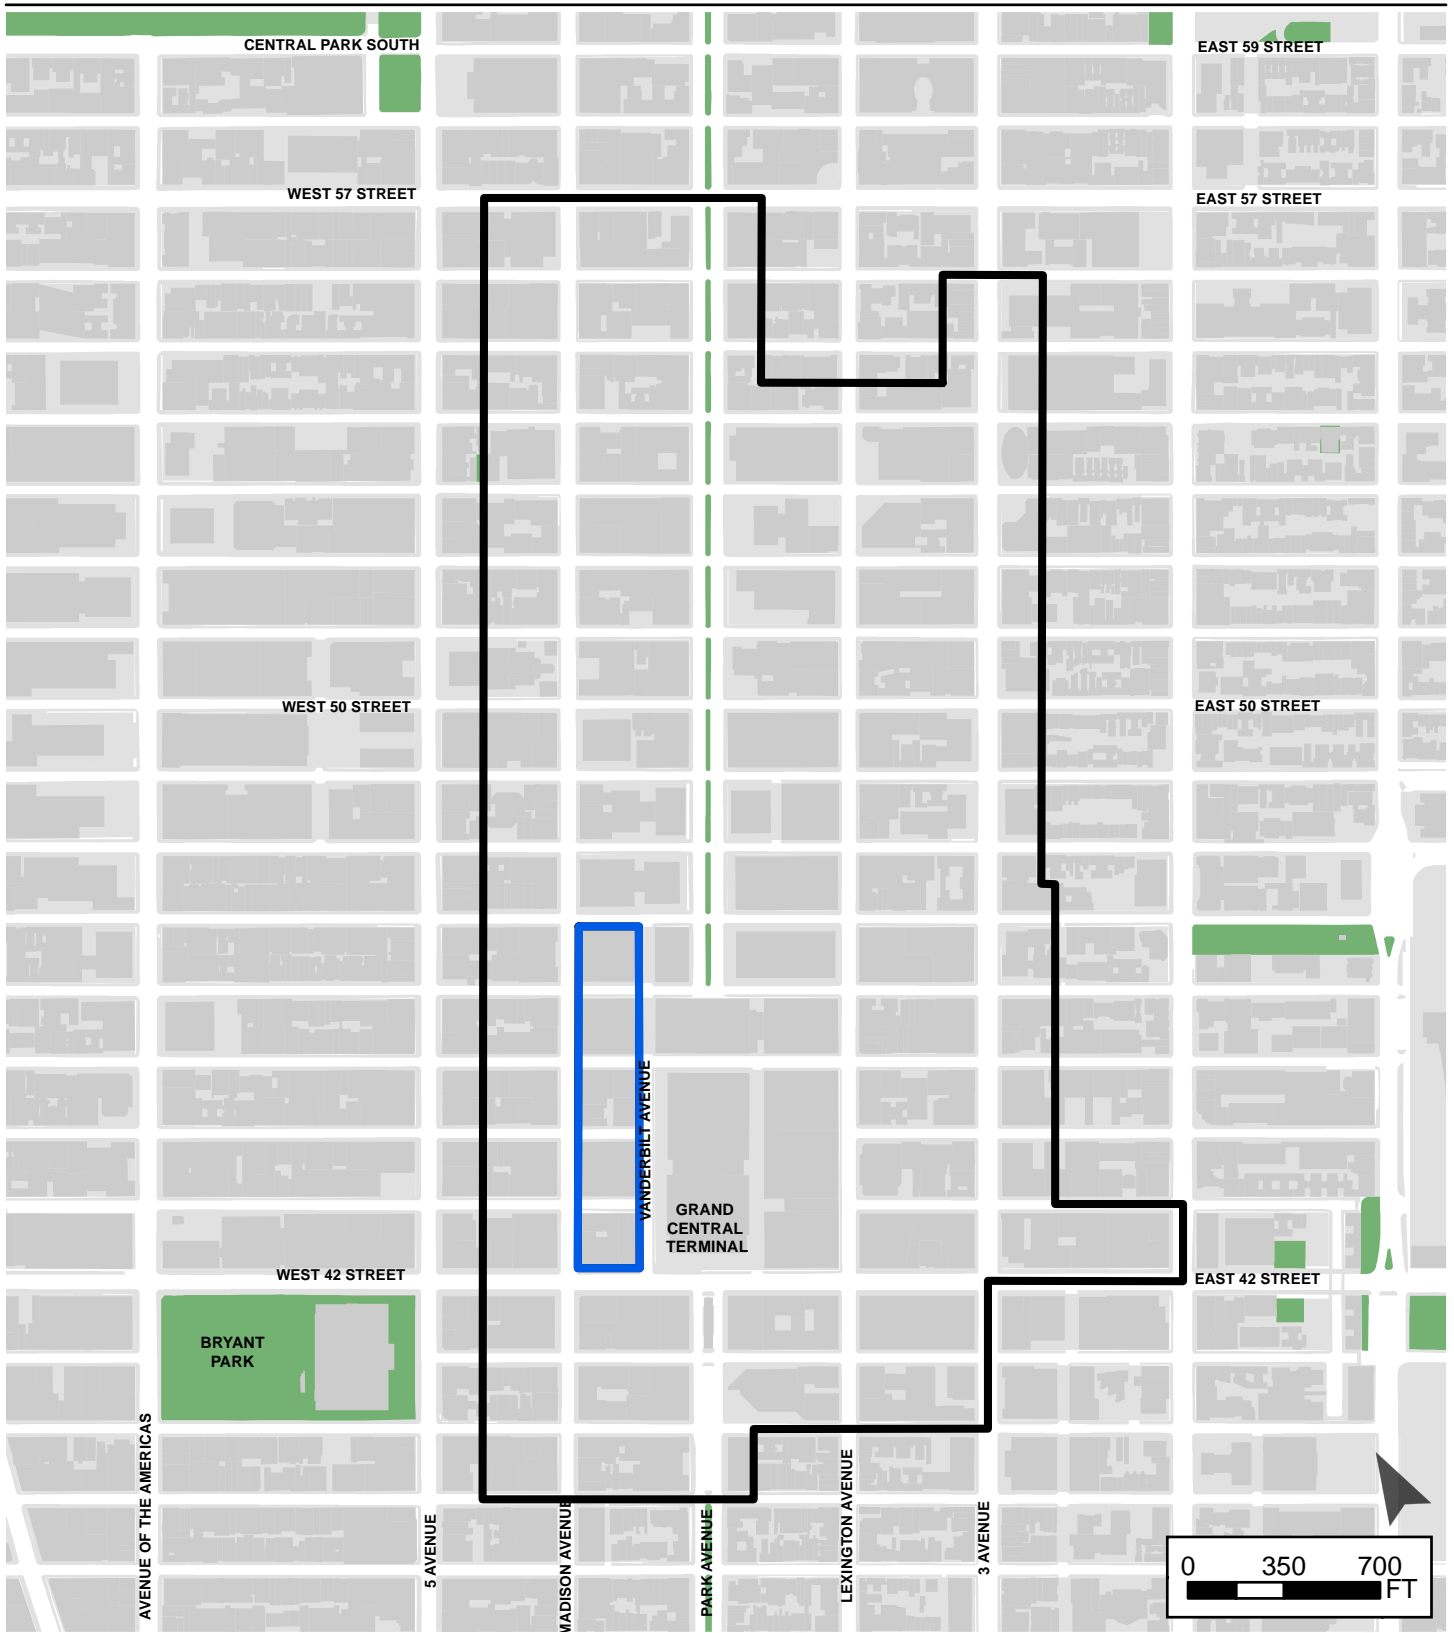 CENTRAL PARK SOUTH
EAST 59 STREET
WEST 57 STREET
EAST 57 STREET
WEST 50 STREET
EAST 50 STREET
VANDERBILT AVENUE
GRAND
CENTRAL
TERMINAL
WEST 42 STREET
EAST 42 STREET
BRYANT
PARK
AVENUE OF THE AMERICAS
5 AVENUE
MADISON AVENUE
PARK AVENUE
LEXINGTON AVENUE
3 AVENUE
0 350 700
FT